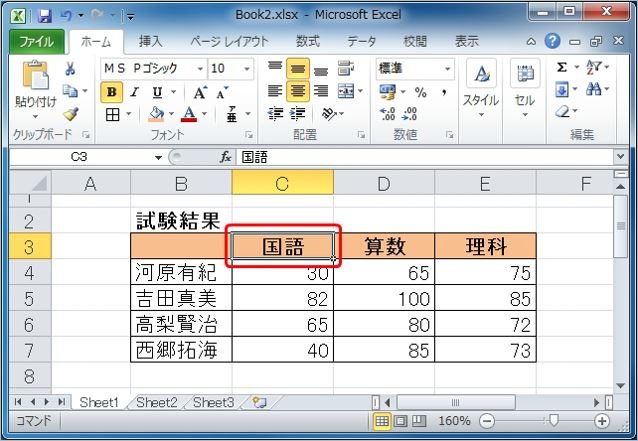 Book2.xlsx - Microsoft Excel
ファイル ホーム 挿入 ページ レイアウト 数式 データ 校閲 表示
ＭＳ Ｐゴシック 10 標準 Σ
貼り付け B I U A A % , スタイル セル
A 亜
クリップボード フォント 配置 数値 編集
C3 fx 国語
A B C D E F
1
2 試験結果
3 国語 算数 理科
4 河原有紀 30 65 75
5 吉田真美 82 100 85
6 高梨賢治 65 80 72
7 西郷拓海 40 85 73
8
Sheet1 Sheet2 Sheet3
コマンド 160%